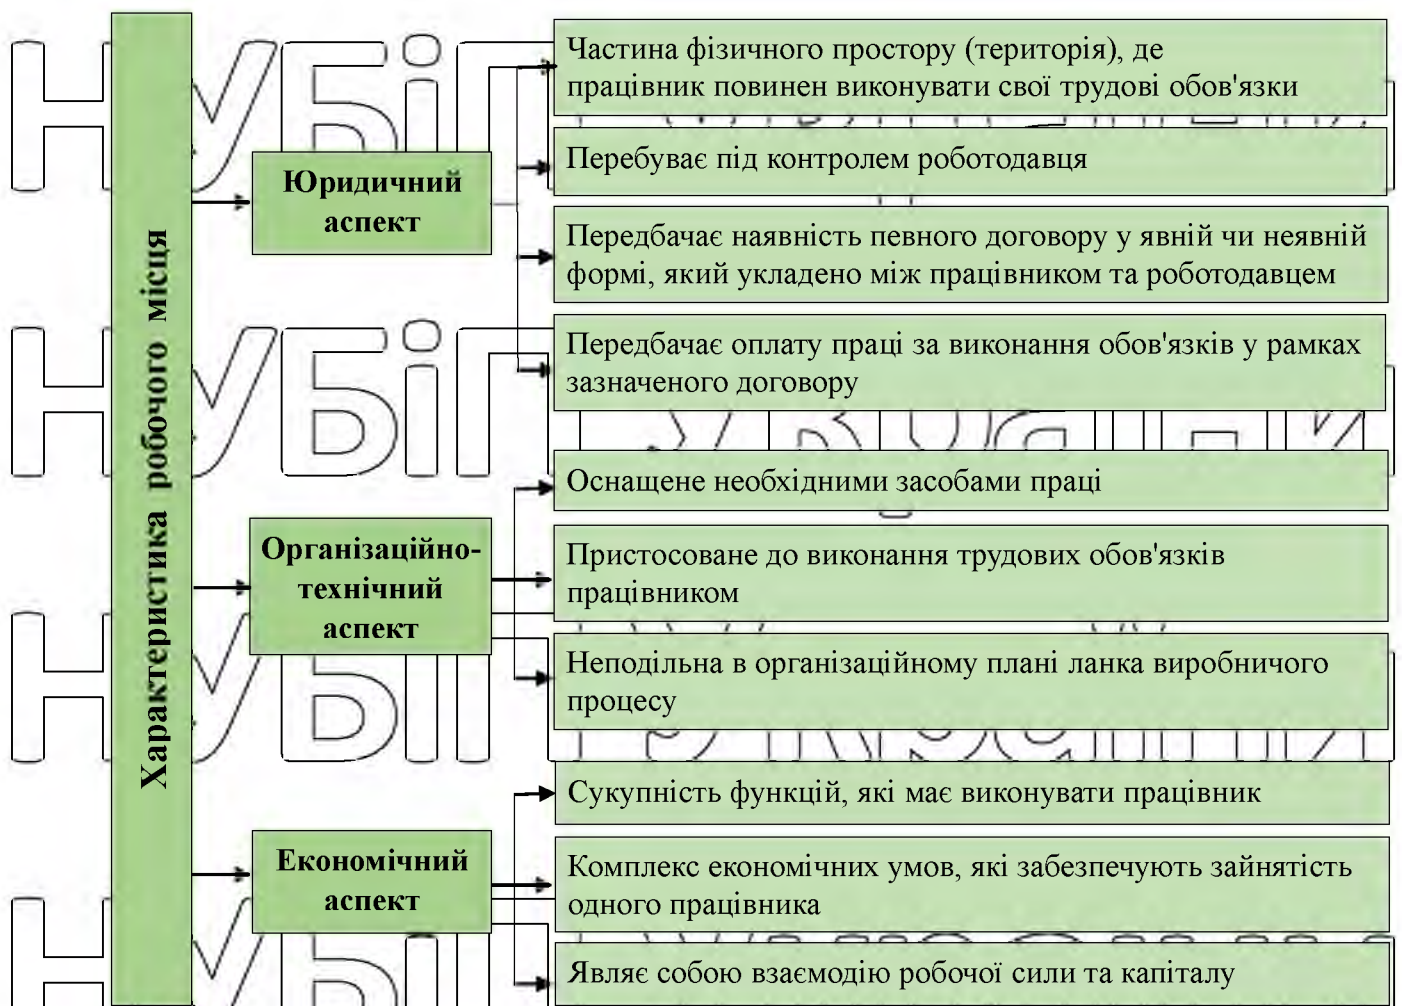 Характеристика робочого місця
Юридичний
аспект
Частина фізичного простору (територія), де
працівник повинен виконувати свої трудові обов'язки
Перебуває під контролем роботодавця
Передбачає наявність певного договору у явній чи неявній
формі, який укладено між працівником та роботодавцем
Передбачає оплату праці за виконання обов'язків у рамках
зазначеного договору
Організаційно-
технічний
аспект
Оснащене необхідними засобами праці
Пристосоване до виконання трудових обов'язків
працівником
Неподільна в організаційному плані ланка виробничого
процесу
Економічний
аспект
Сукупність функцій, які має виконувати працівник
Комплекс економічних умов, які забезпечують зайнятість
одного працівника
Являє собою взаємодію робочої сили та капіталу